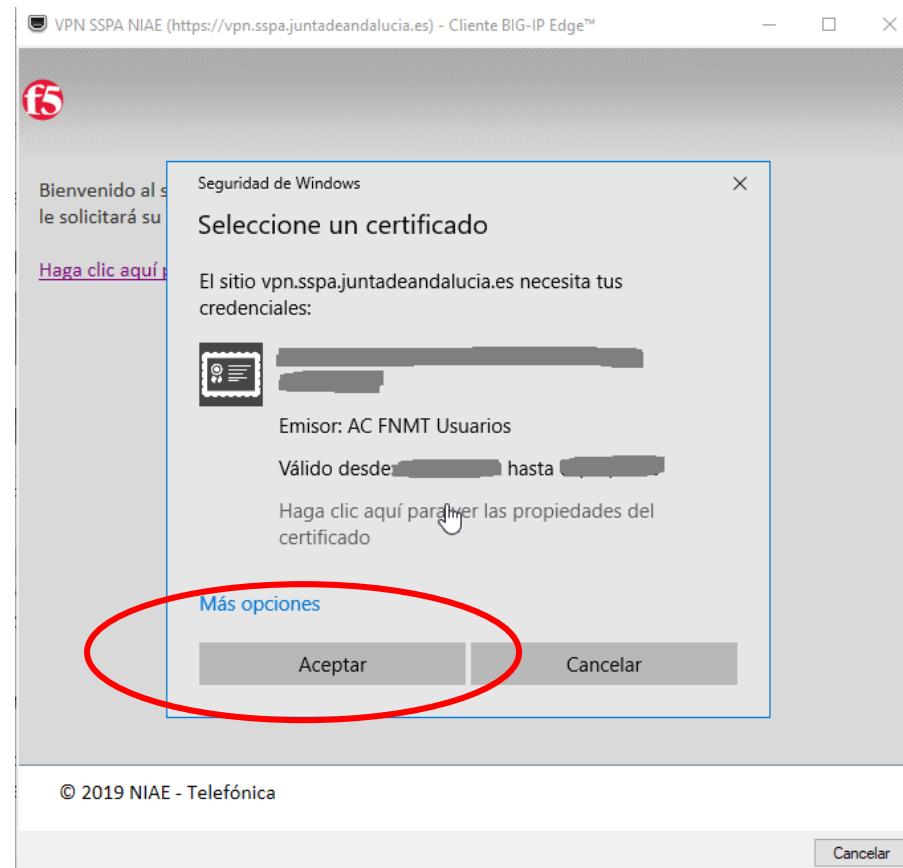 VPN SSPA NIAE (https://vpn.sspa.juntadeandalucia.es) - Cliente BIG-IP Edge™
f5
Bienvenido al s
le solicitará su
Haga clic aquí p
Seguridad de Windows
Seleccione un certificado
El sitio vpn.sspa.juntadeandalucia.es necesita tus
credenciales:
Emisor: AC FNMT Usuarios
Válido desde: hasta
Haga clic aquí para ver las propiedades del
certificado
Más opciones
Aceptar
Cancelar
© 2019 NIAE - Telefónica
Cancelar